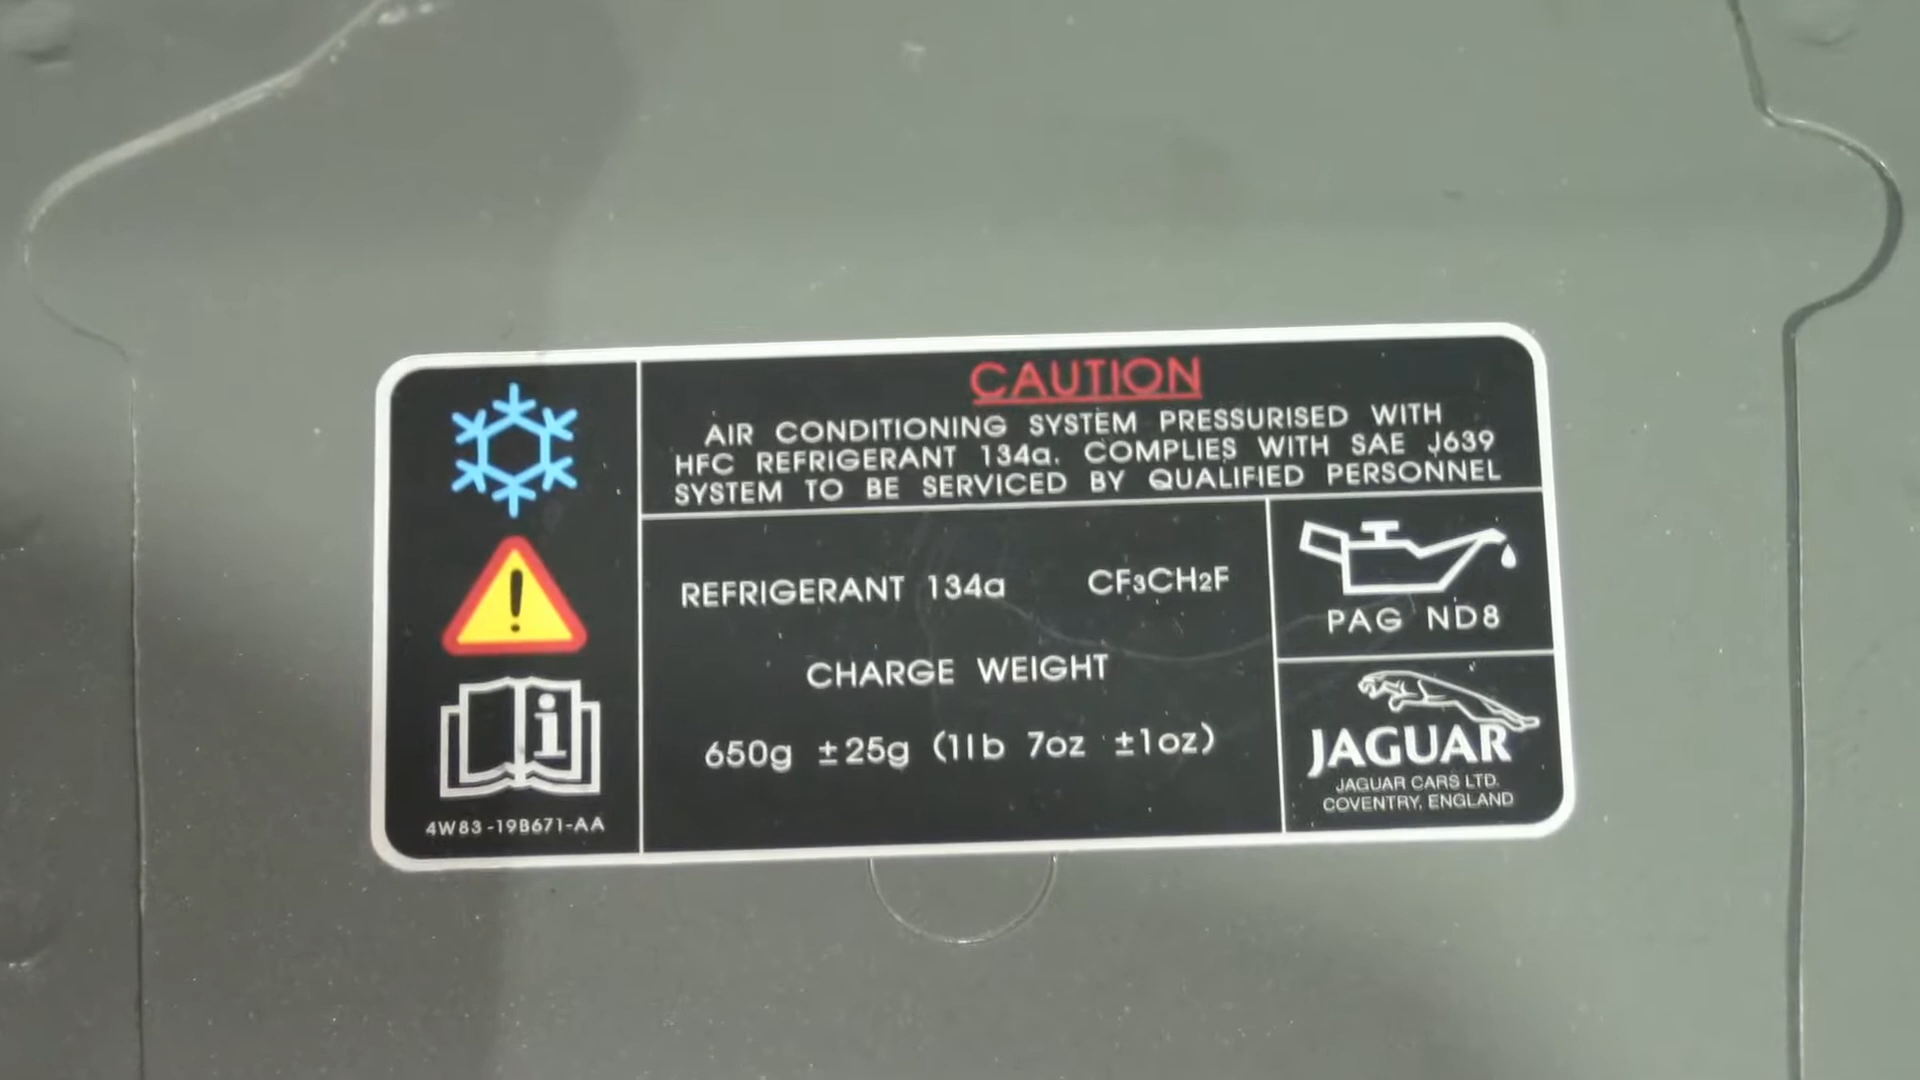 CAUTION
AIR CONDITIONING SYSTEM PRESSURISED WITH
HFC REFRIGERANT 134a. COMPLIES WITH SAE J639
SYSTEM TO BE SERVICED BY QUALIFIED PERSONNEL
REFRIGERANT 134a CF₃CH₂F
CHARGE WEIGHT
650g ±25g (1lb 7oz ±1oz)
PAG ND8
JAGUAR
JAGUAR CARS LTD.
COVENTRY, ENGLAND
i
4W83-19B671-AA